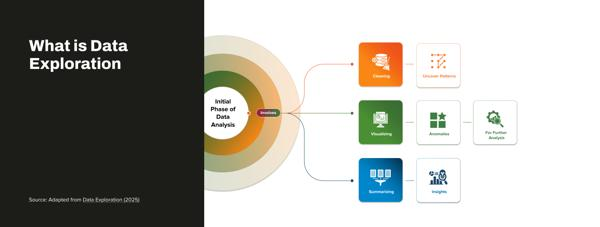 What is Data
Exploration
Initial
Phase of
Data
Analysis
Involves
Cleaning
Uncover Patterns
Visualizing
Anomalies
For Further
Analysis
Summarizing
Insights
Source: Adapted from Data Exploration (2025)